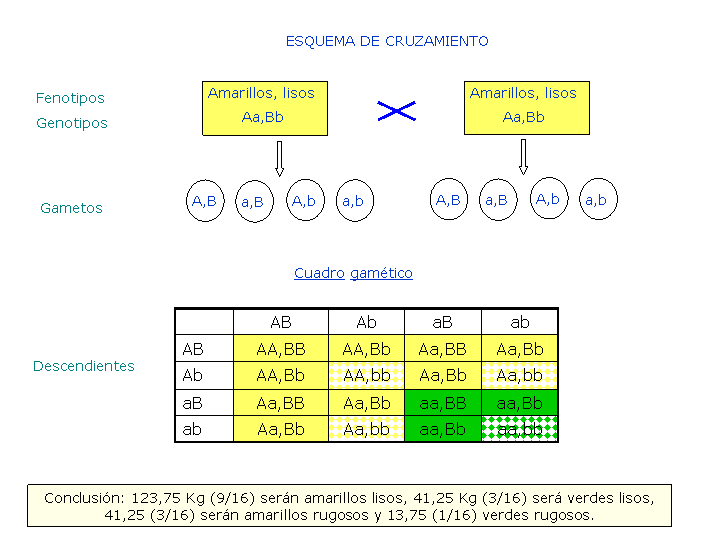 ESQUEMA DE CRUZAMIENTO
Fenotipos
Amarillos, lisos
Amarillos, lisos
Genotipos
Aa,Bb
Aa,Bb
Gametos
A,B
a,B
A,b
a,b
A,B
a,B
A,b
a,b
Cuadro gamético
Descendientes
AB Ab aB ab
AB AA,BB AA,Bb Aa,BB Aa,Bb
Ab AA,Bb AA,bb Aa,Bb Aa,bb
aB Aa,BB Aa,Bb aa,BB aa,Bb
ab Aa,Bb Aa,bb aa,Bb aa,bb
Conclusión: 123,75 Kg (9/16) serán amarillos lisos, 41,25 Kg (3/16) será verdes lisos,
41,25 (3/16) serán amarillos rugosos y 13,75 (1/16) verdes rugosos.